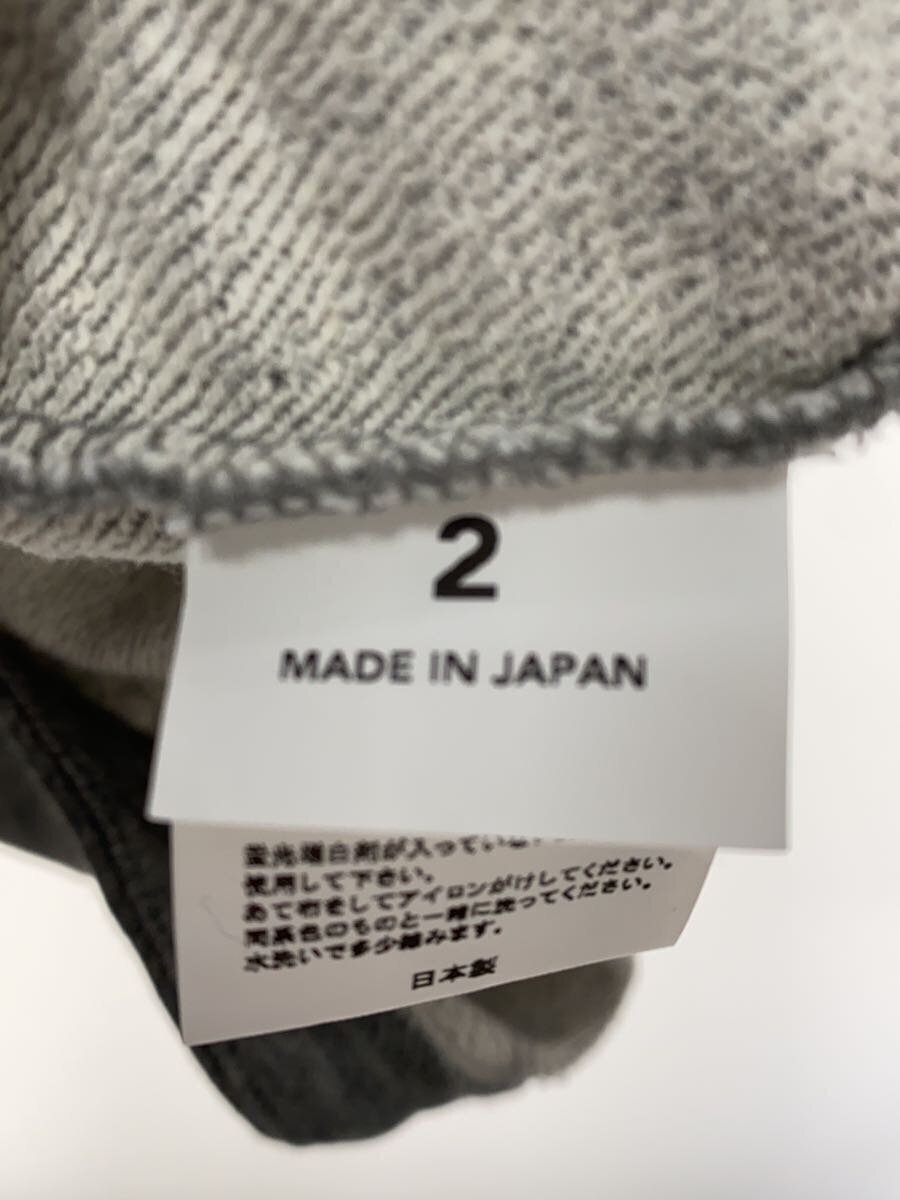 2
MADE IN JAPAN
蛍光増白剤が入っていな
使用して下さい。
あて布をしてアイロンがけしてください。
同系色のものと一緒に洗ってください。
水洗いで多少縮みます。
日本製